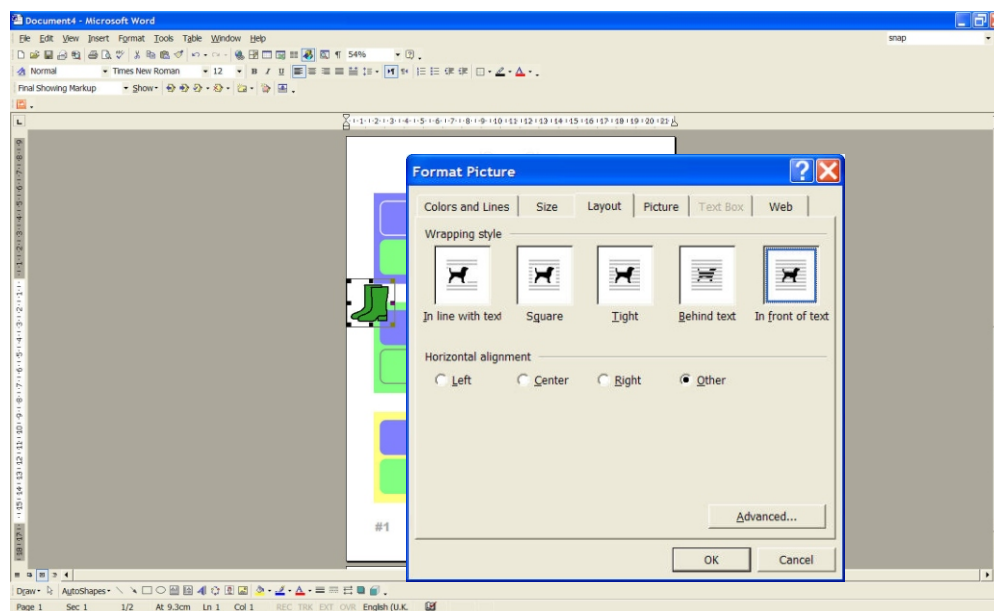 Document4 - Microsoft Word
File Edit View Insert Format Tools Table Window Help
snap
54%
Normal Times New Roman 12 B I U
Final Showing Markup Show
Format Picture
Colors and Lines Size Layout Picture Text Box Web
Wrapping style
In line with text Square Tight Behind text In front of text
Horizontal alignment
Left Center Right Other
Advanced...
#1
OK Cancel
Draw AutoShapes
Page 1 Sec 1 1/2 At 9.3cm Ln 1 Col 1 REC TRK EXT OVR English (U.K.